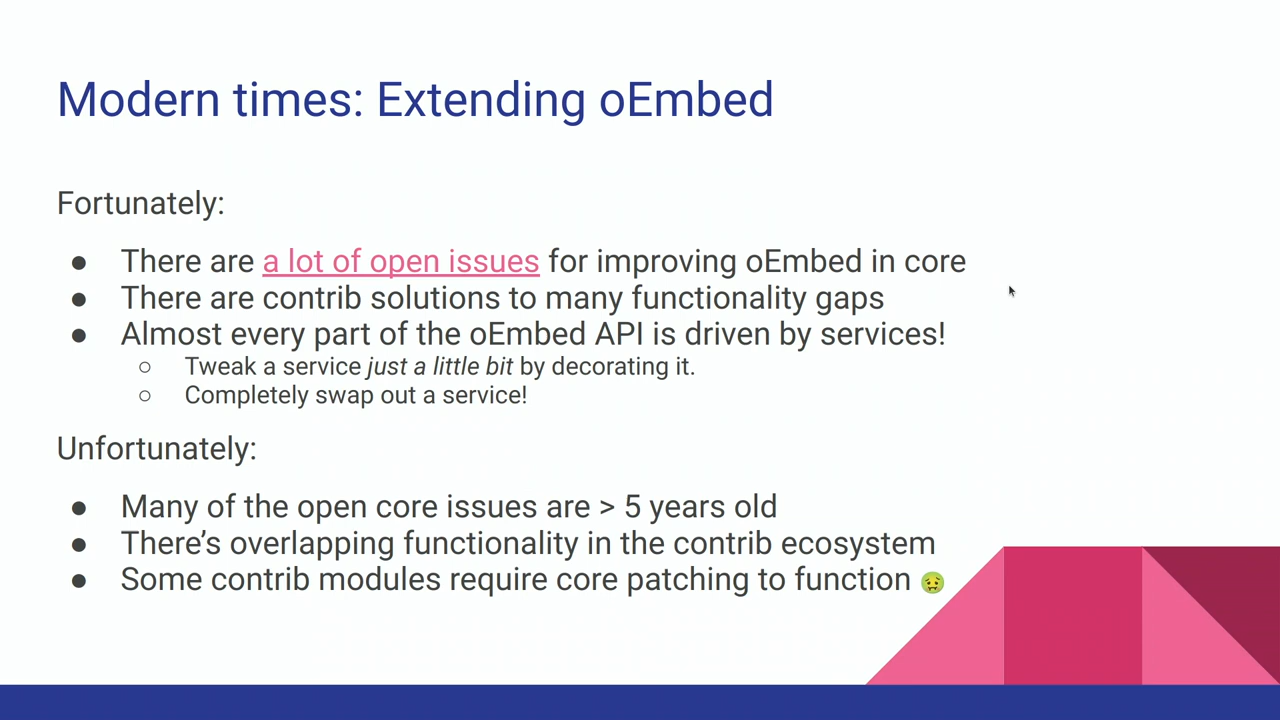 Modern times: Extending oEmbed
Fortunately:
● There are a lot of open issues for improving oEmbed in core
● There are contrib solutions to many functionality gaps
● Almost every part of the oEmbed API is driven by services!
○ Tweak a service just a little bit by decorating it.
○ Completely swap out a service!
Unfortunately:
● Many of the open core issues are > 5 years old
● There’s overlapping functionality in the contrib ecosystem
● Some contrib modules require core patching to function 🤢